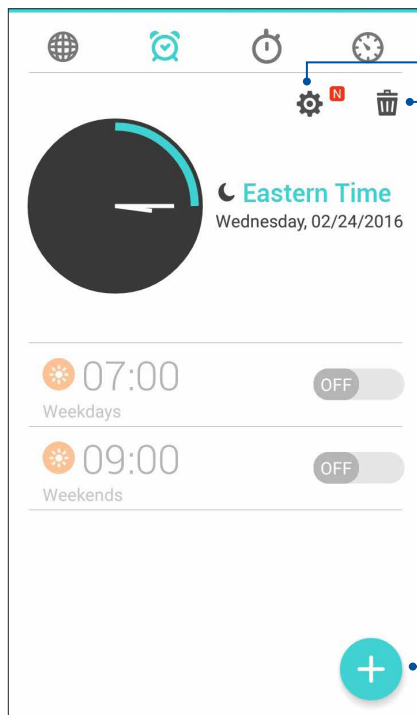 N
Eastern Time
Wednesday, 02/24/2016
07:00
OFF
Weekdays
09:00
OFF
Weekends